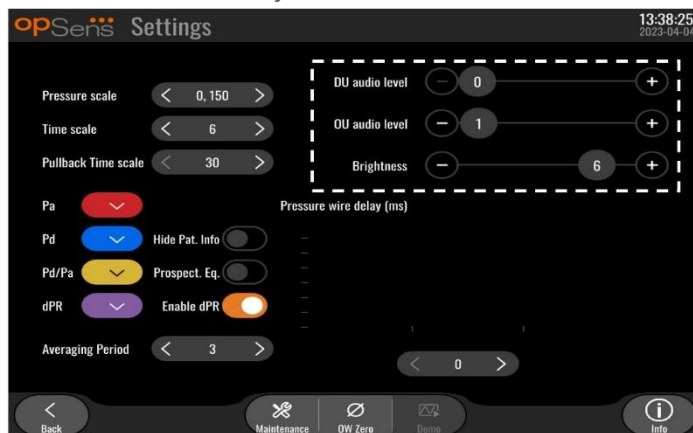 opSens Settings
13:38:25
2023-04-04
Pressure scale < 0, 150 >
Time scale < 6 >
Pullback Time scale < 30 >
DU audio level − 0 +
OU audio level − 1 +
Brightness − 6 +
Pa
Pd
Pd/Pa
dPR
Hide Pat. Info
Prospect. Eq.
Enable dPR
Averaging Period < 3 >
Pressure wire delay (ms)
< 0 >
Back
Maintenance
OW Zero
Demo
Info